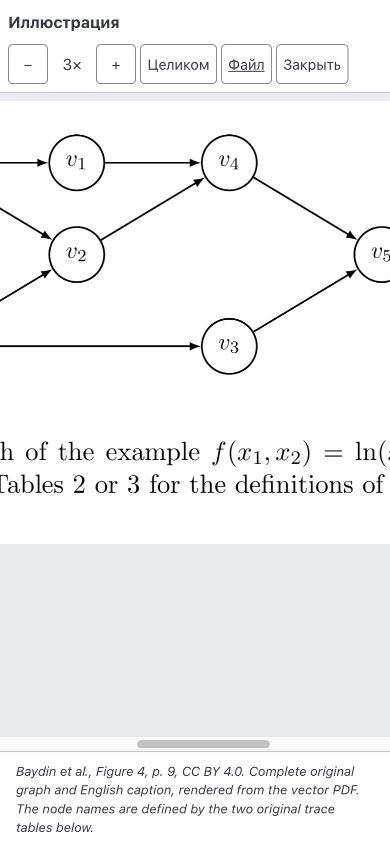 Иллюстрация
− 3× + Целиком Файл Закрыть
v1 v4
v2 v5
v3
h of the example f(x1, x2) = ln(
Tables 2 or 3 for the definitions of
Baydin et al., Figure 4, p. 9, CC BY 4.0. Complete original
graph and English caption, rendered from the vector PDF.
The node names are defined by the two original trace
tables below.